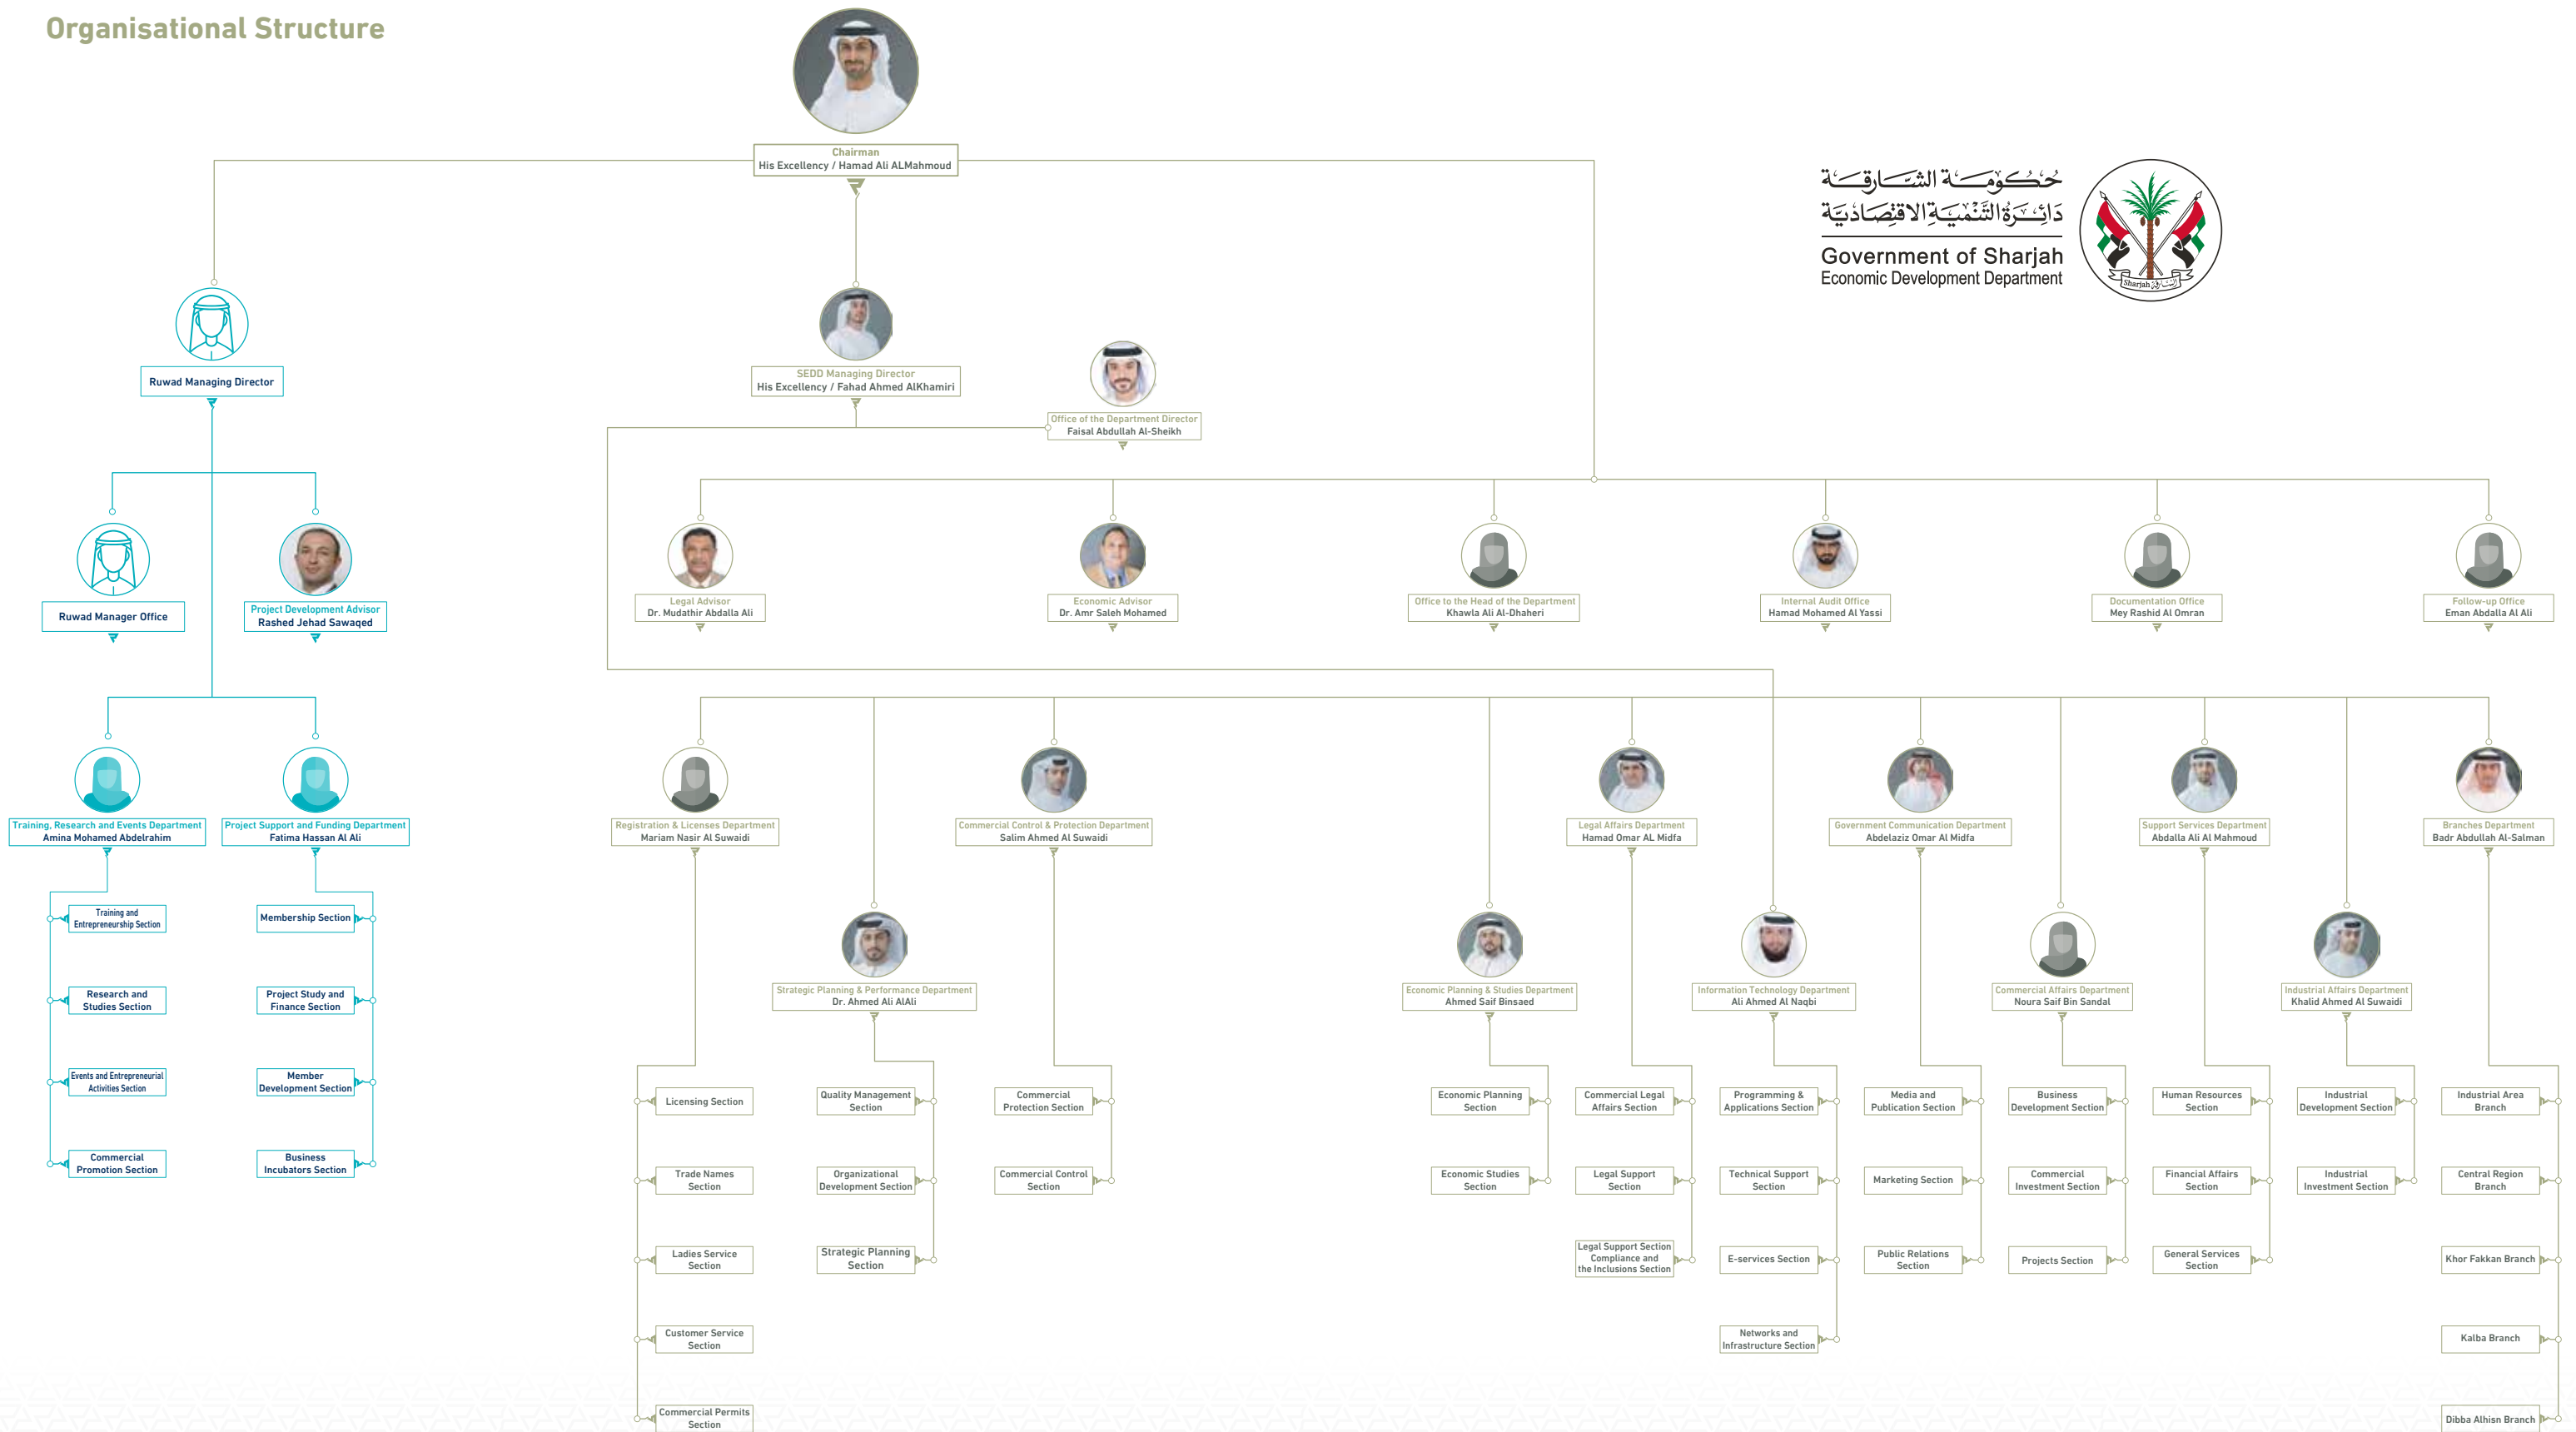 Organisational Structure
Chairman
His Excellency / Hamad Ali ALMahmoud
حكومة الشارقة
دائرة التنمية الاقتصادية
Government of Sharjah
Economic Development Department
Sharjah الشارقة
Ruwad Managing Director
SEDD Managing Director
His Excellency / Fahad Ahmed AlKhamiri
Office of the Department Director
Faisal Abdullah Al-Sheikh
Ruwad Manager Office
Project Development Advisor
Rashed Jehad Sawaqed
Legal Advisor
Dr. Mudathir Abdalla Ali
Economic Advisor
Dr. Amr Saleh Mohamed
Office to the Head of the Department
Khawla Ali Al-Dhaheri
Internal Audit Office
Hamad Mohamed Al Yassi
Documentation Office
Mey Rashid Al Omran
Follow-up Office
Eman Abdalla Al Ali
Training, Research and Events Department
Amina Mohamed Abdelrahim
Project Support and Funding Department
Fatima Hassan Al Ali
Registration & Licenses Department
Mariam Nasir Al Suwaidi
Commercial Control & Protection Department
Salim Ahmed Al Suwaidi
Legal Affairs Department
Hamad Omar AL Midfa
Government Communication Department
Abdelaziz Omar Al Midfa
Support Services Department
Abdalla Ali Al Mahmoud
Branches Department
Badr Abdullah Al-Salman
Strategic Planning & Performance Department
Dr. Ahmed Ali AlAli
Economic Planning & Studies Department
Ahmed Saif Binsaed
Information Technology Department
Ali Ahmed Al Naqbi
Commercial Affairs Department
Noura Saif Bin Sandal
Industrial Affairs Department
Khalid Ahmed Al Suwaidi
Training and
Entrepreneurship Section
Research and
Studies Section
Events and Entrepreneurial
Activities Section
Commercial
Promotion Section
Membership Section
Project Study and
Finance Section
Member
Development Section
Business
Incubators Section
Licensing Section
Trade Names
Section
Ladies Service
Section
Customer Service
Section
Commercial Permits
Section
Quality Management
Section
Organizational
Development Section
Strategic Planning
Section
Commercial
Protection Section
Commercial Control
Section
Economic Planning
Section
Economic Studies
Section
Commercial Legal
Affairs Section
Legal Support
Section
Legal Support Section
Compliance and
the Inclusions Section
Programming &
Applications Section
Technical Support
Section
E-services Section
Networks and
Infrastructure Section
Media and
Publication Section
Marketing Section
Public Relations
Section
Business
Development Section
Commercial
Investment Section
Projects Section
Human Resources
Section
Financial Affairs
Section
General Services
Section
Industrial
Development Section
Industrial
Investment Section
Industrial Area
Branch
Central Region
Branch
Khor Fakkan Branch
Kalba Branch
Dibba Alhisn Branch